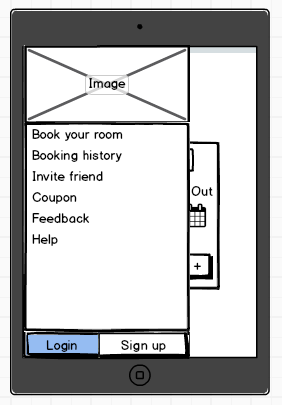 Image
Book your room
Booking history
Invite friend
Coupon
Feedback
Help
Out
+
Login
Sign up